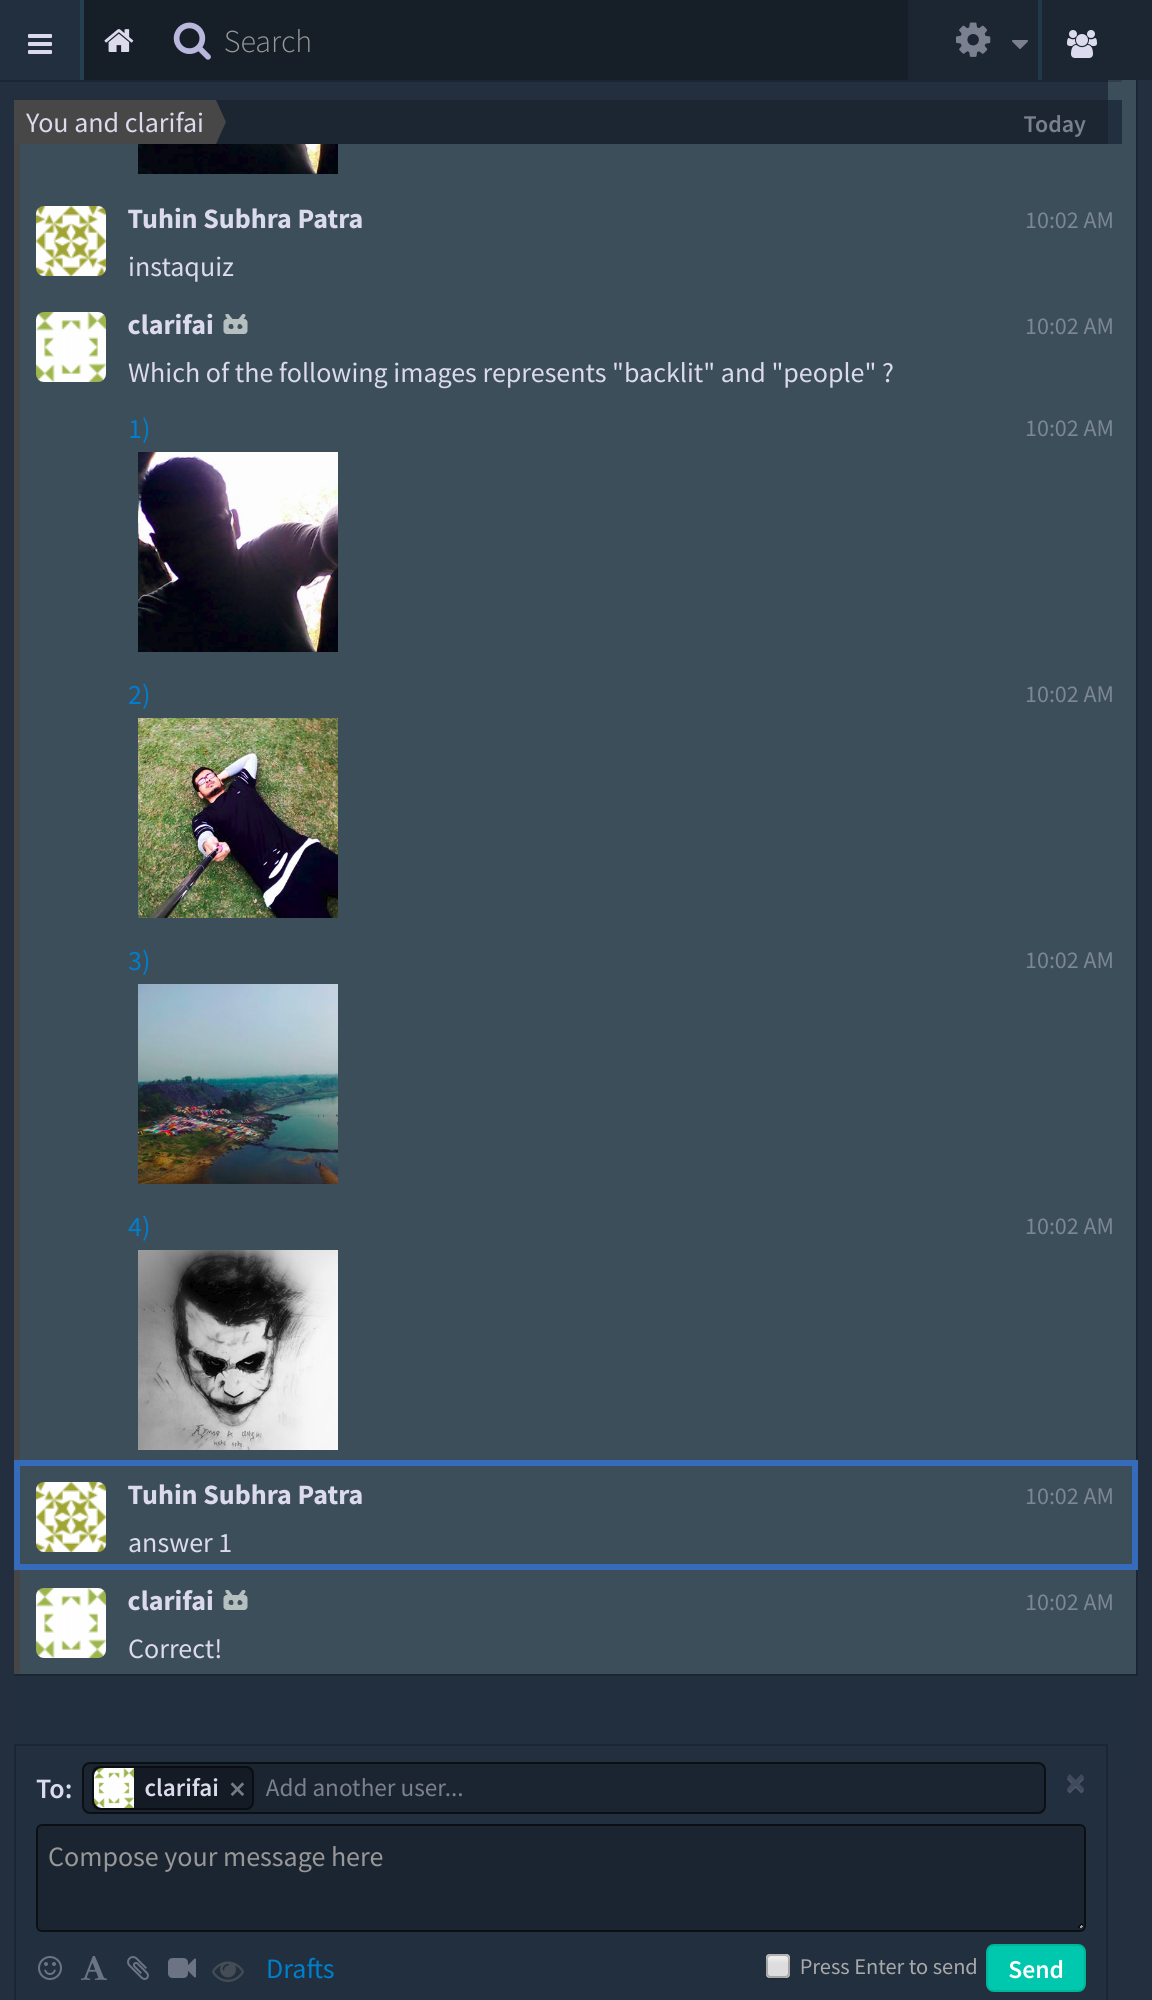 Search
You and clarifai
Today
Tuhin Subhra Patra
10:02 AM
instaquiz
clarifai
10:02 AM
Which of the following images represents "backlit" and "people" ?
1)
10:02 AM
2)
10:02 AM
3)
10:02 AM
4)
10:02 AM
Tuhin Subhra Patra
10:02 AM
answer 1
clarifai
10:02 AM
Correct!
To: clarifai × Add another user...
Compose your message here
Drafts
Press Enter to send
Send